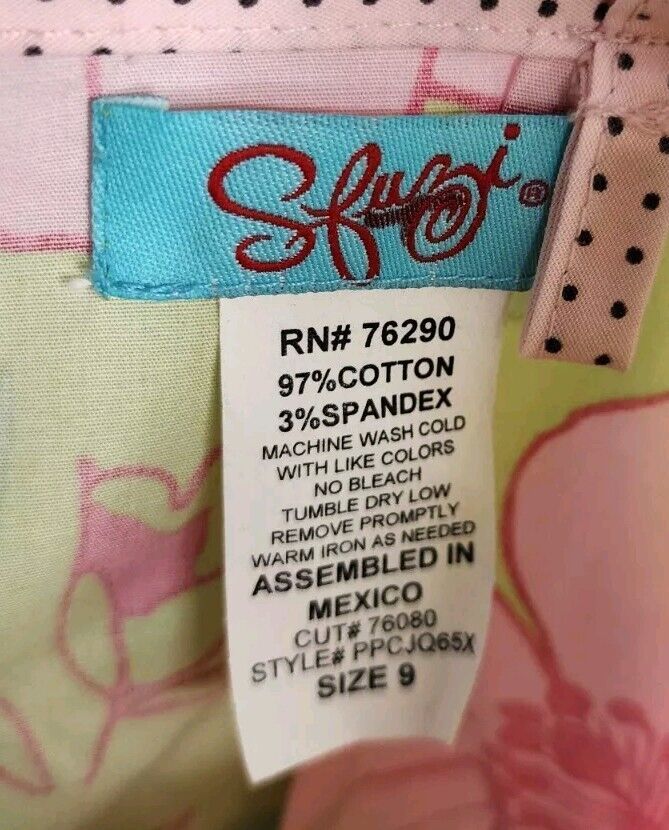 Sfuzi®
RN# 76290
97%COTTON
3%SPANDEX
MACHINE WASH COLD
WITH LIKE COLORS
NO BLEACH
TUMBLE DRY LOW
REMOVE PROMPTLY
WARM IRON AS NEEDED
ASSEMBLED IN
MEXICO
CUT# 76080
STYLE# PPCJQ65X
SIZE 9